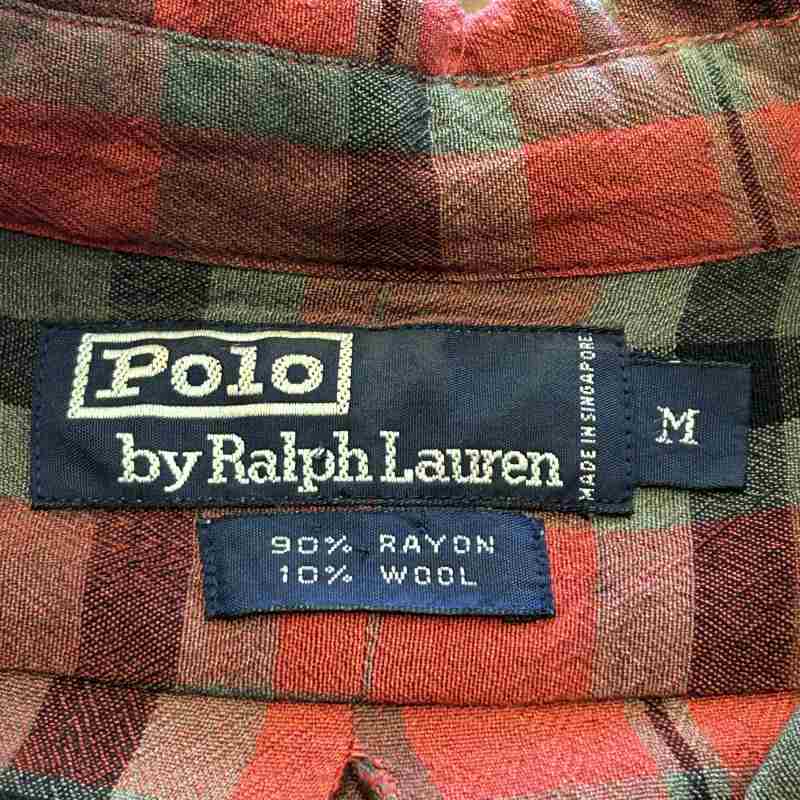 Polo
by Ralph Lauren
MADE IN SINGAPORE
M
90% RAYON
10% WOOL